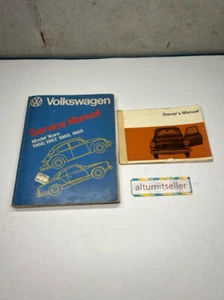 Volkswagen
Service Manual
Model Years
1966, 1967, 1968, 1969
Owner's Manual
altumitseller